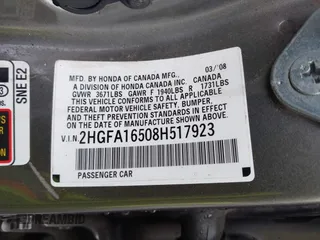 03/'08
MFD. BY HONDA OF CANADA MFG.,
A DIVISION OF HONDA CANADA INC. CANADA
GVWR 3671LBS GAWR F 1940LBS R 1731LBS
THIS VEHICLE CONFORMS TO ALL APPLICABLE
FEDERAL MOTOR VEHICLE SAFETY, BUMPER,
AND THEFT PREVENTION STANDARDS IN EFFECT
ON THE DATE OF MANUFACTURE SHOWN ABOVE.
V.I.N. 2HGFA16508H517923
PASSENGER CAR
SNE E2